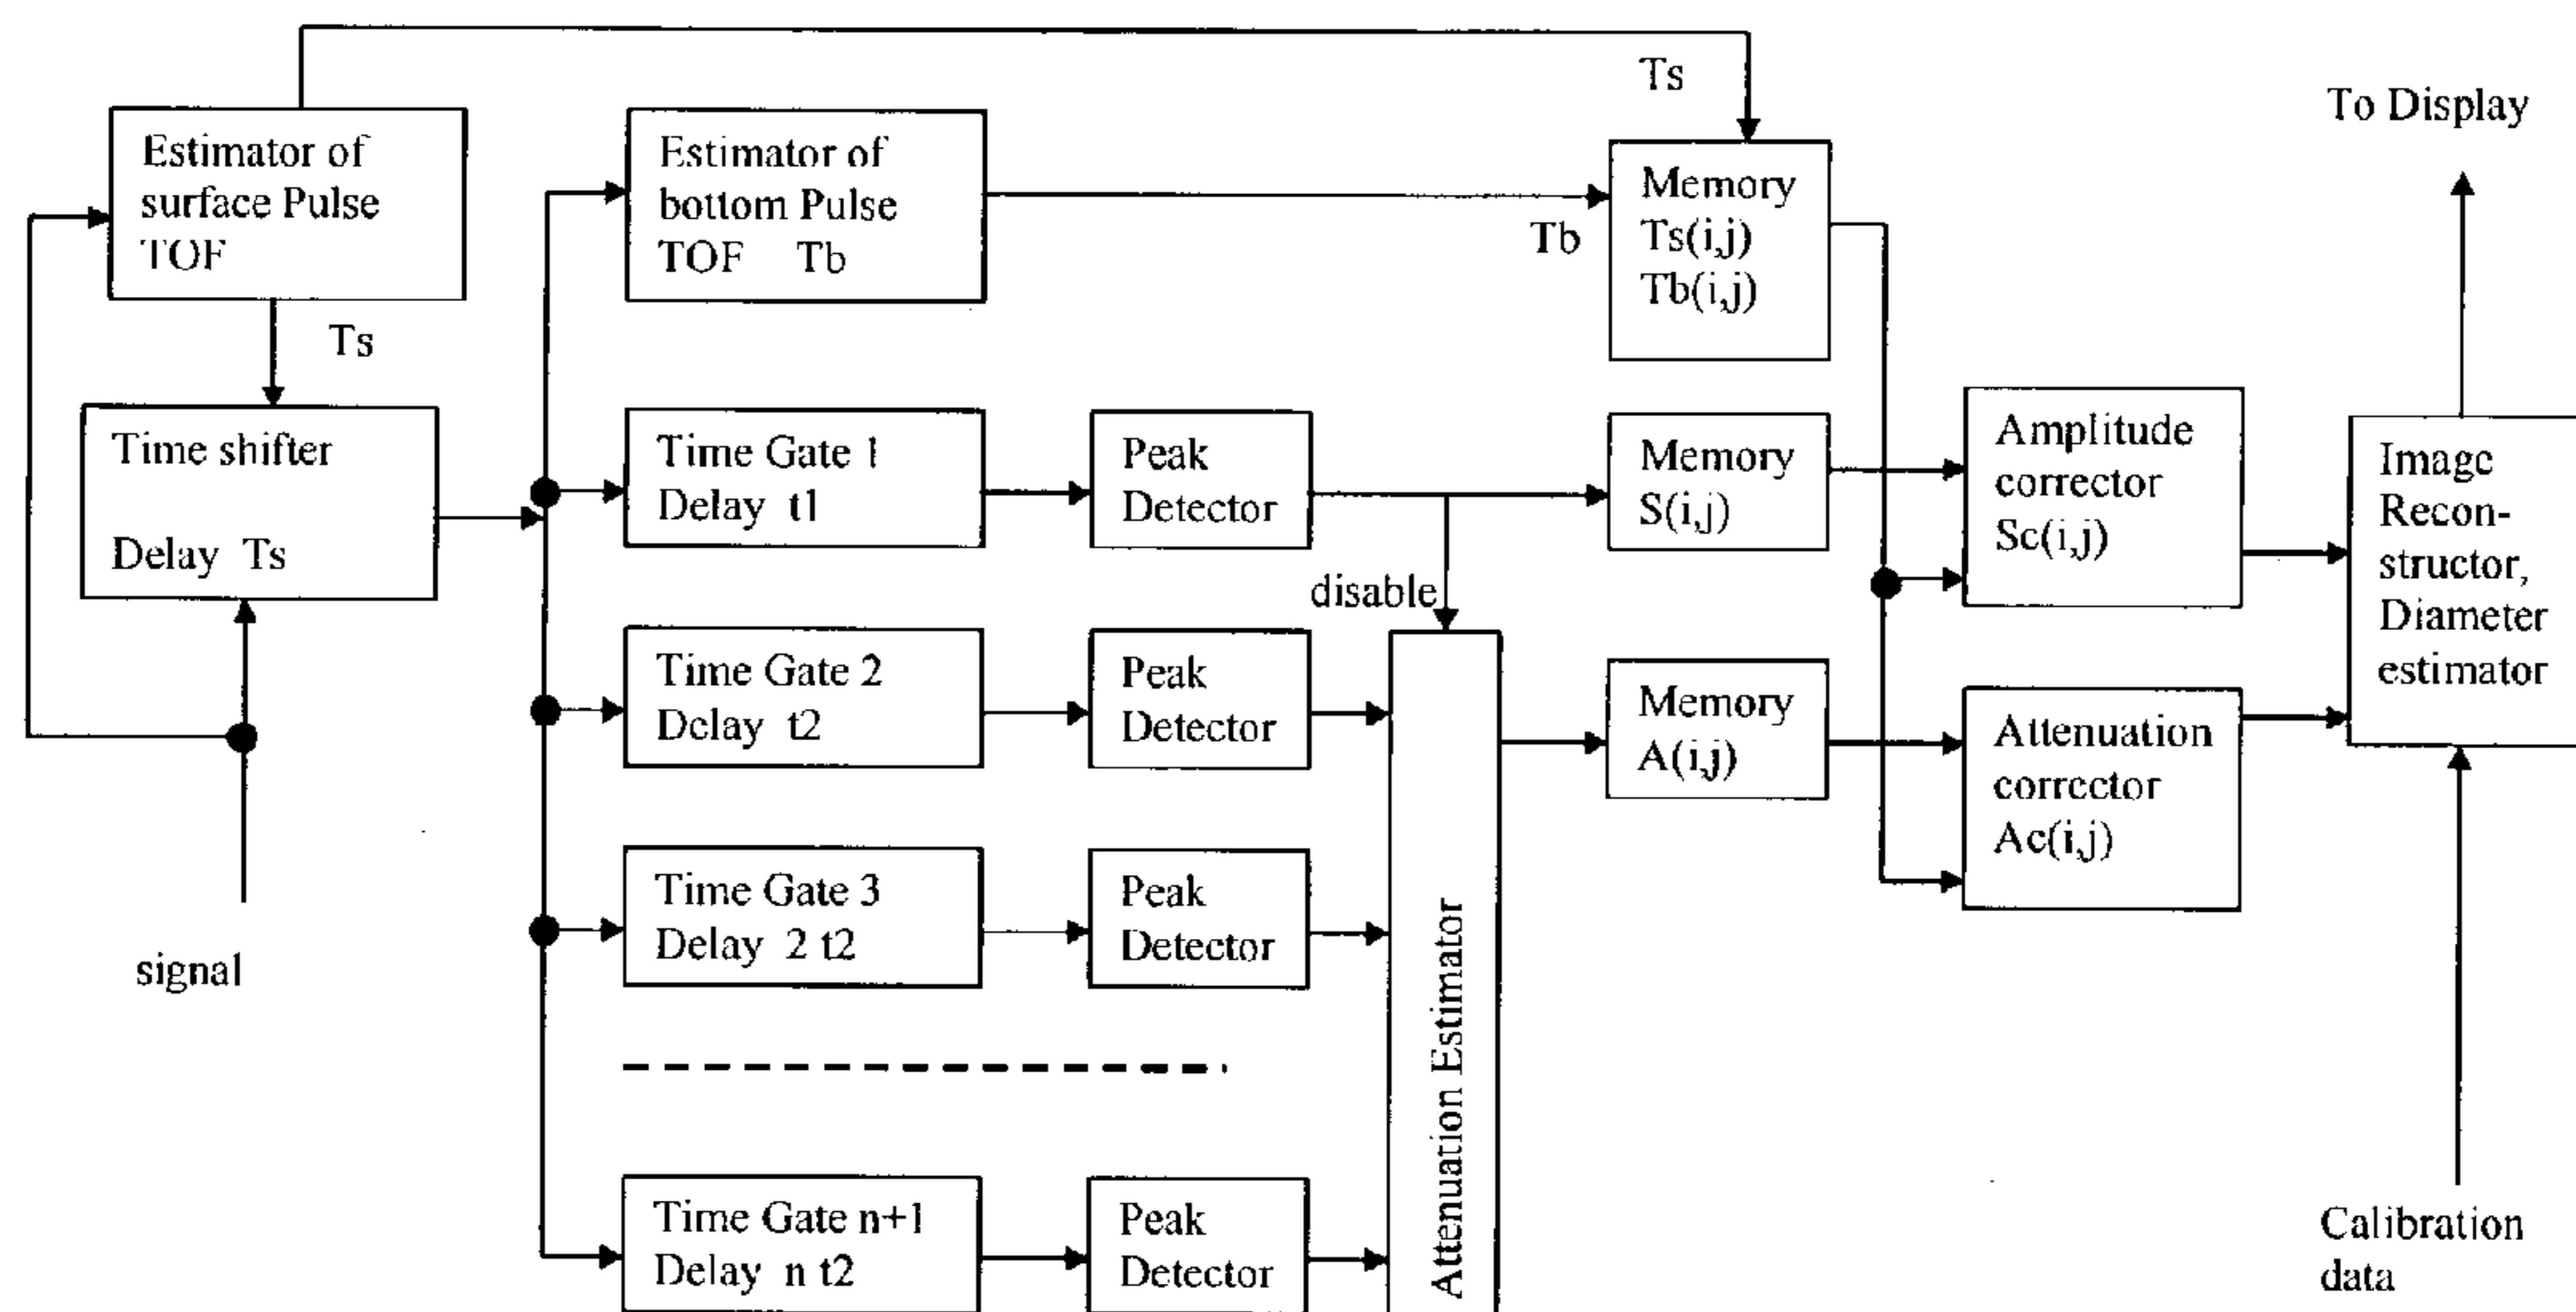 Ts
To Display
Estimator of
surface Pulse
TOF
Estimator of
bottom Pulse
TOF Tb
Tb
Memory
Ts(i,j)
Tb(i,j)
Ts
Time shifter
Delay Ts
Time Gate 1
Delay t1
Peak
Detector
Memory
S(i,j)
Amplitude
corrector
Sc(i,j)
Image
Recon-
structor,
Diameter
estimator
disable
Time Gate 2
Delay t2
Peak
Detector
Memory
A(i,j)
Attenuation
corrector
Ac(i,j)
Time Gate 3
Delay 2 t2
Peak
Detector
Attenuation Estimator
signal
Time Gate n+1
Delay n t2
Peak
Detector
Calibration
data